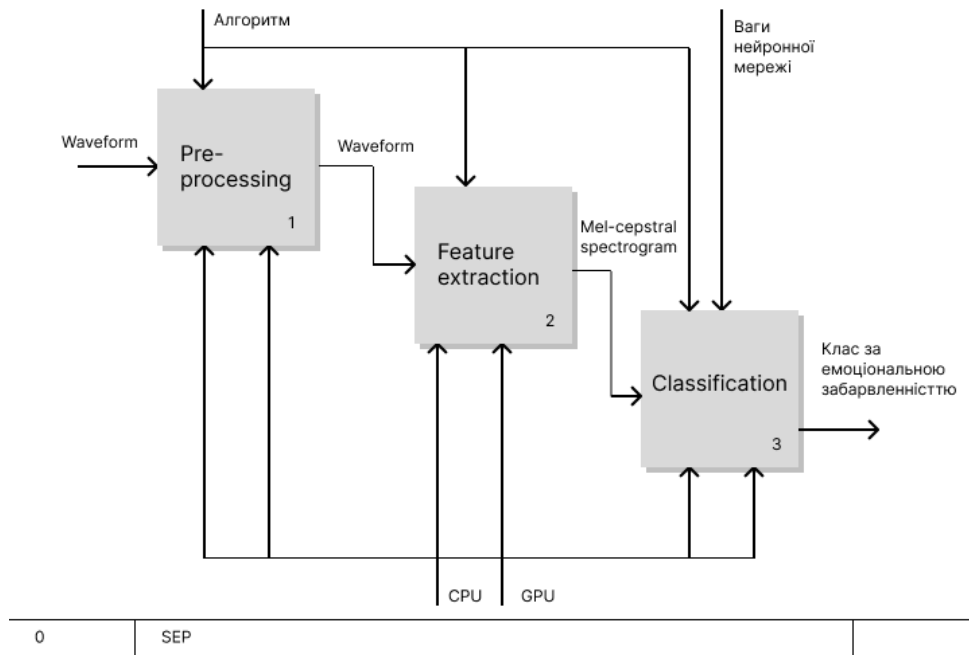 Алгоритм
Ваги
нейронної
мережі
Waveform
Pre-
processing
1
Waveform
Feature
extraction
2
Mel-cepstral
spectrogram
Classification
3
Клас за
емоціональною
забарвленністтю
CPU
GPU
0
SEP